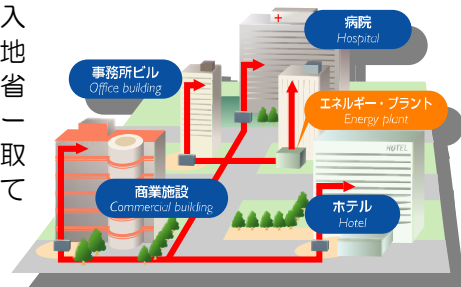 入
地
省
ー
取
て
病院
Hospital
事務所ビル
Office building
エネルギー・プラント
Energy plant
HOTEL
商業施設
Commercial building
ホテル
Hotel